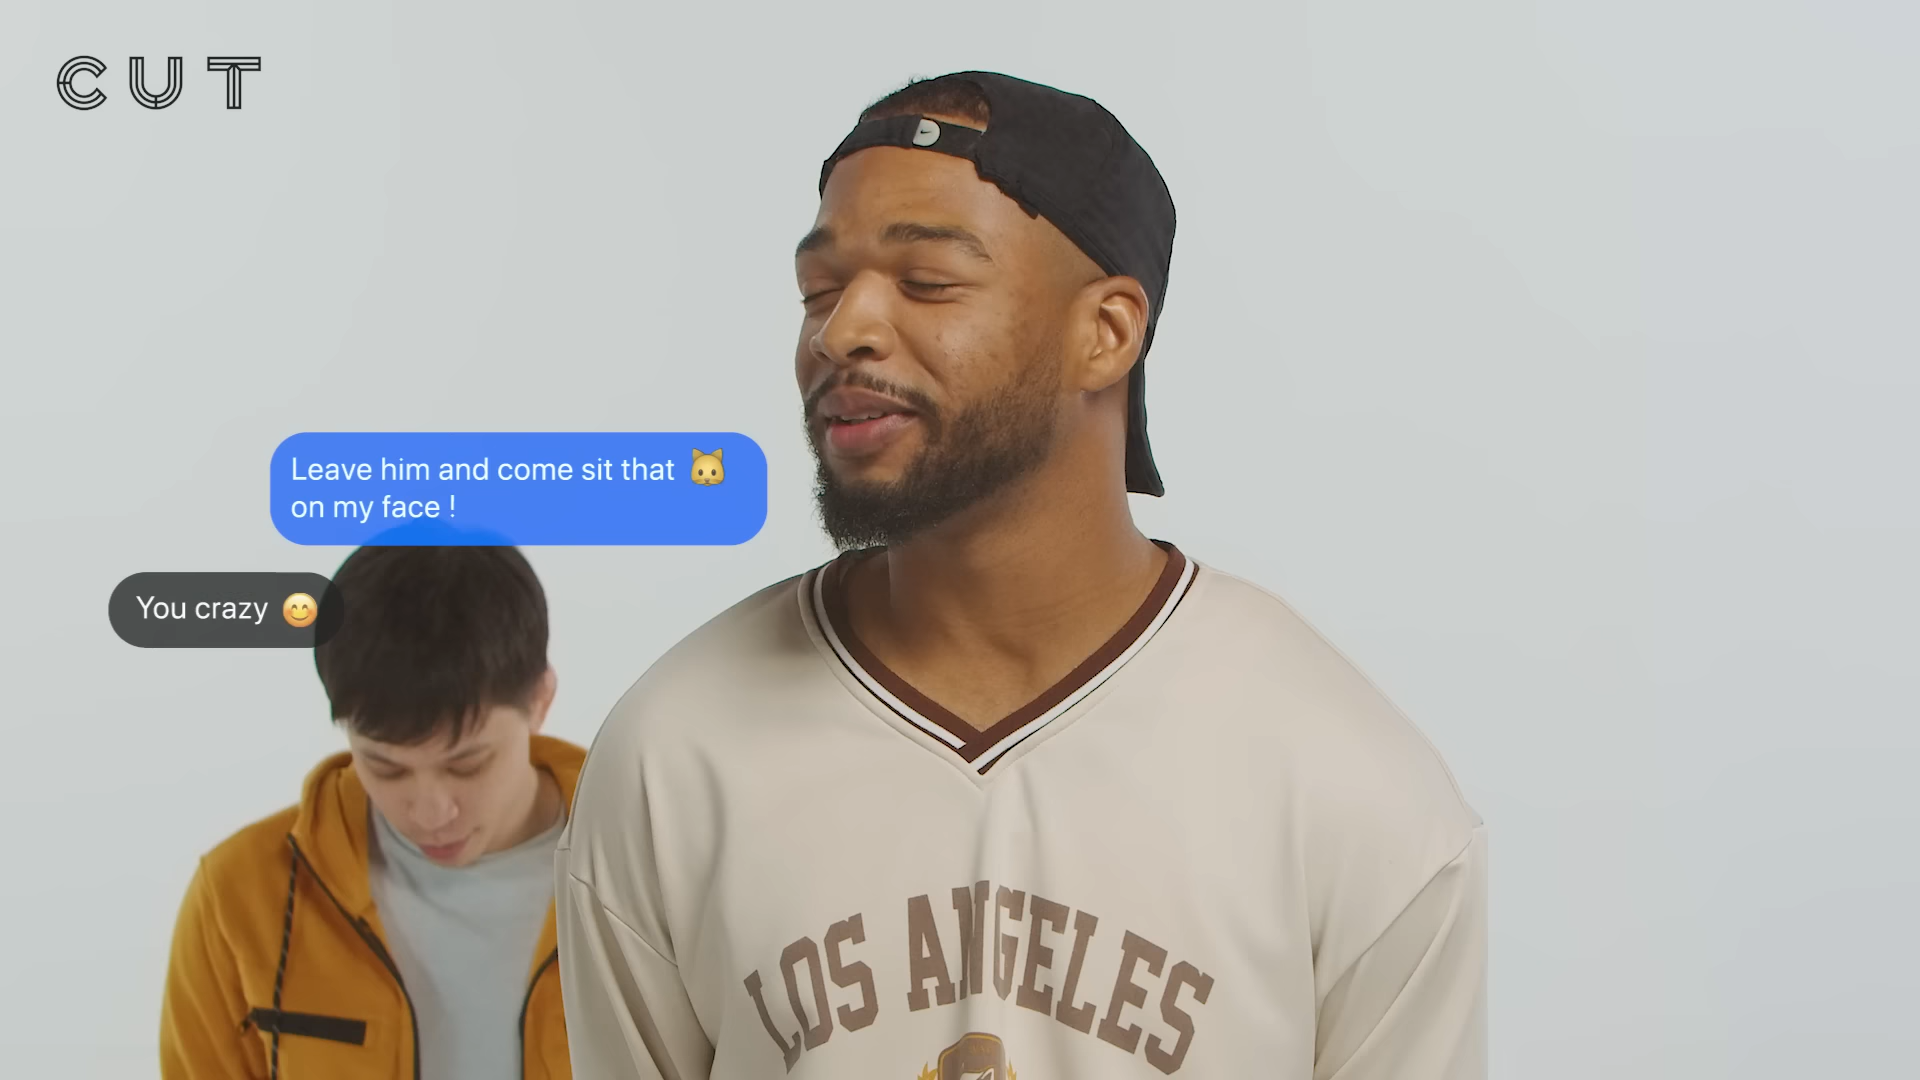 CUT
Leave him and come sit that 🐱
on my face !
You crazy 😊
LOS ANGELES